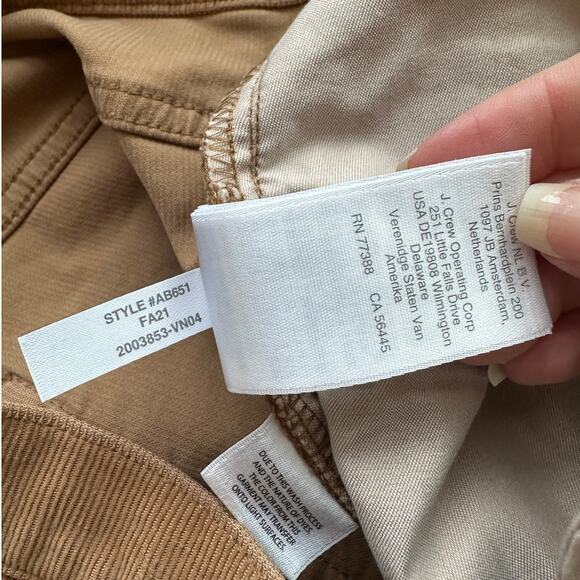 J. Crew NL B.V.
Prins Bernhardplein 200
1097 JB Amsterdam,
Netherlands
J. Crew Operating Corp
251 Little Falls Drive
USA DE19808 Wilmington
Delaware
Verenidge Staten Van
Amerika
RN 77388 CA 56445
STYLE #AB651
FA21
2003853-VN04
DUE TO THIS WASH PROCESS
AND THE NATURE OF DYES,
THE COLOR FROM THIS
GARMENT MAY TRANSFER
ONTO LIGHT SURFACES.